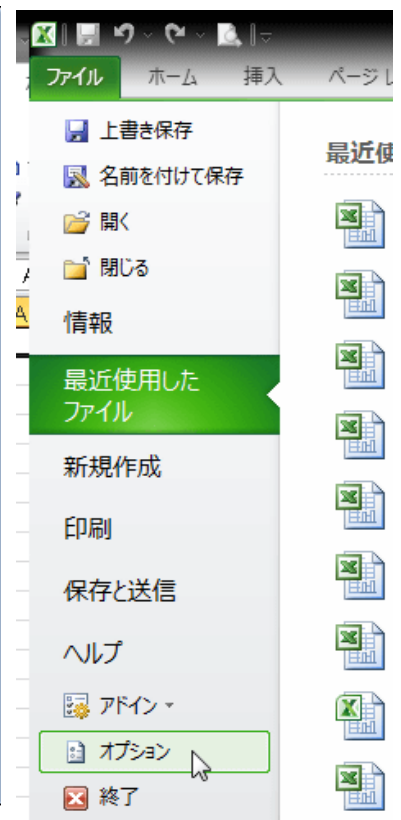 ファイル ホーム 挿入 ページ レ
上書き保存
名前を付けて保存
開く
閉じる
情報
最近使用した
ファイル
新規作成
印刷
保存と送信
ヘルプ
アドイン
オプション
終了
最近使